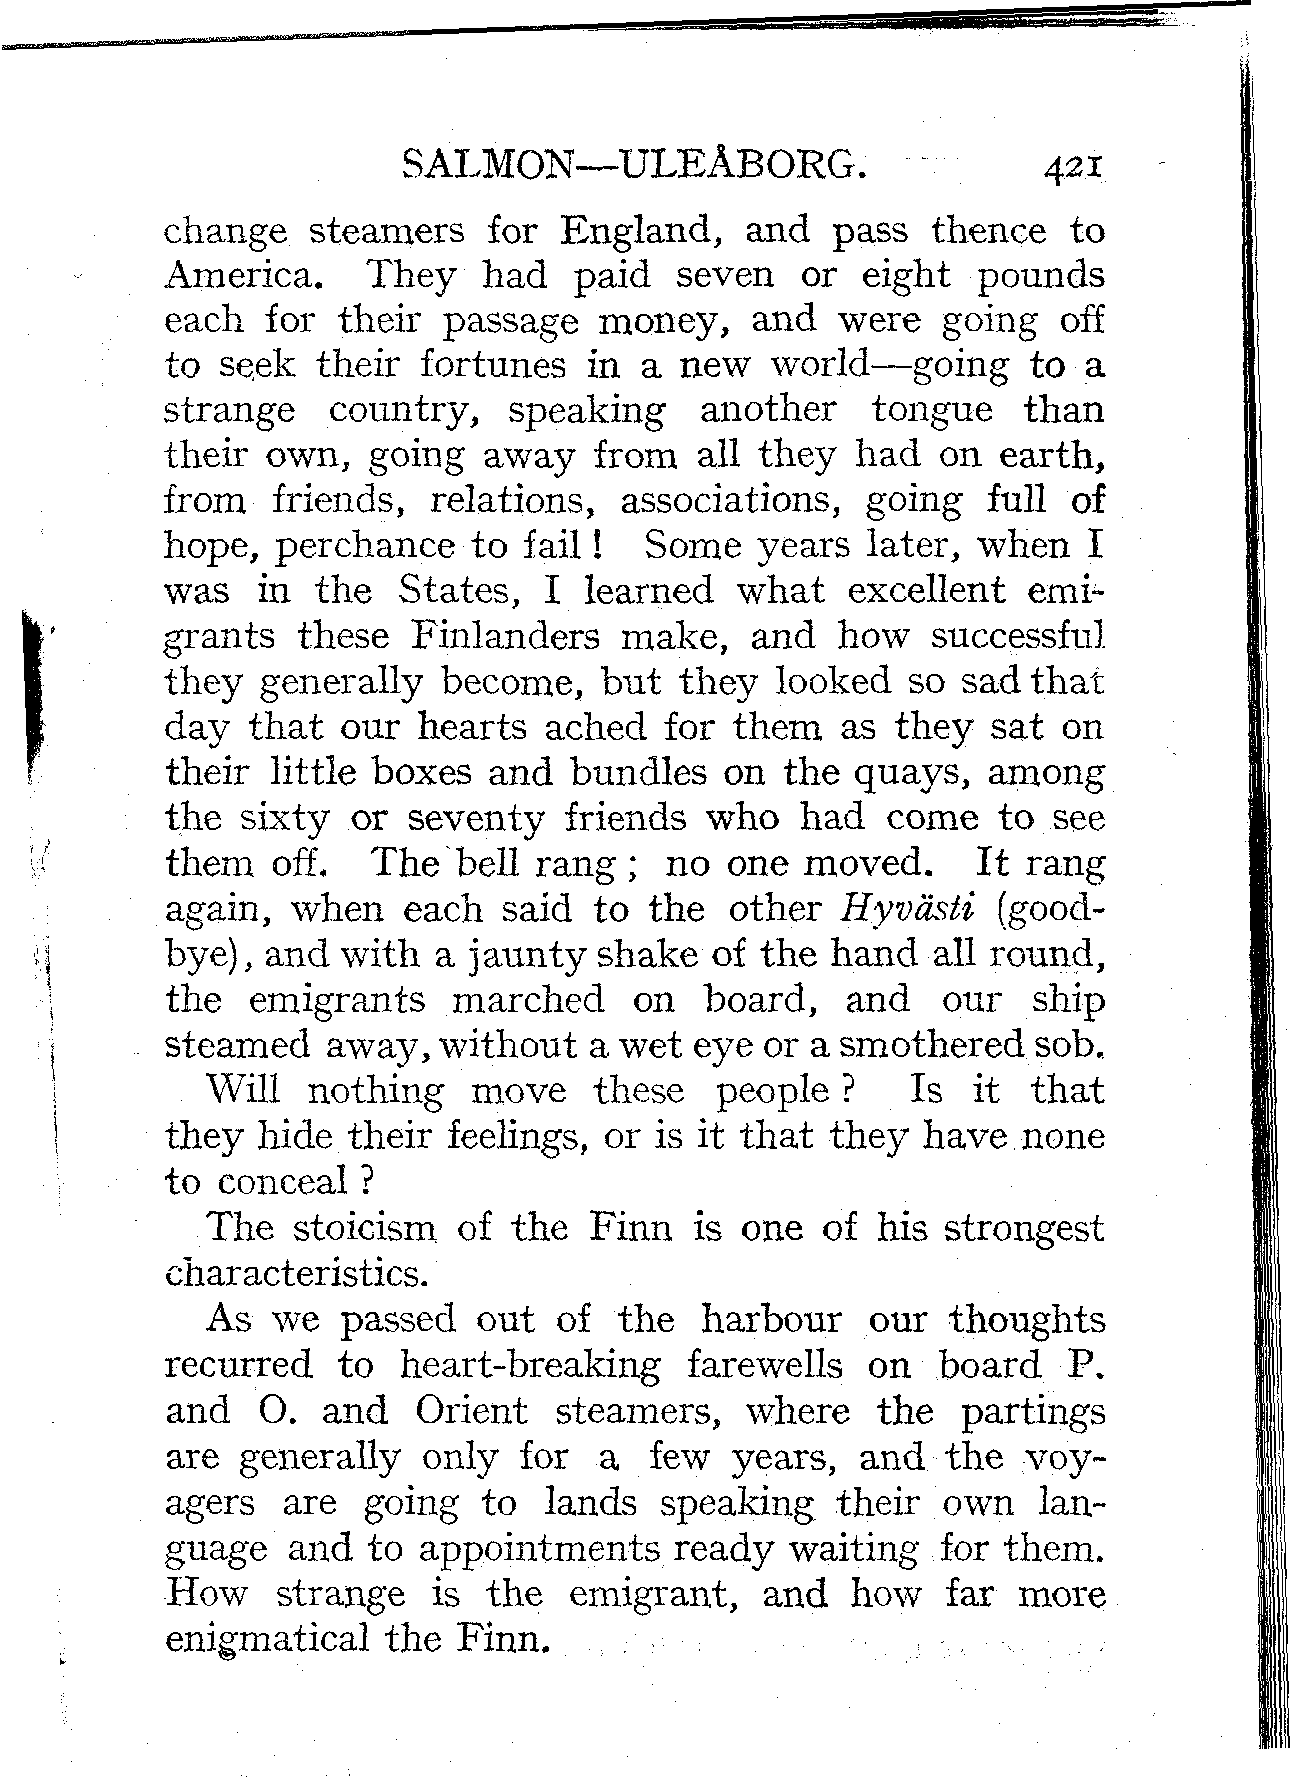 SALMON—ULEÅBORG. 421
change steamers for England, and pass thence to
America. They had paid seven or eight pounds
each for their passage money, and were going off
to seek their fortunes in a new world—going to a
strange country, speaking another tongue than
their own, going away from all they had on earth,
from friends, relations, associations, going full of
hope, perchance to fail! Some years later, when I
was in the States, I learned what excellent emi-
grants these Finlanders make, and how successful
they generally become, but they looked so sad that
day that our hearts ached for them as they sat on
their little boxes and bundles on the quays, among
the sixty or seventy friends who had come to see
them off. The bell rang; no one moved. It rang
again, when each said to the other Hyvästi (good-
bye), and with a jaunty shake of the hand all round,
the emigrants marched on board, and our ship
steamed away, without a wet eye or a smothered sob.
Will nothing move these people? Is it that
they hide their feelings, or is it that they have none
to conceal?
The stoicism of the Finn is one of his strongest
characteristics.
As we passed out of the harbour our thoughts
recurred to heart-breaking farewells on board P.
and O. and Orient steamers, where the partings
are generally only for a few years, and the voy-
agers are going to lands speaking their own lan-
guage and to appointments ready waiting for them.
How strange is the emigrant, and how far more
enigmatical the Finn.